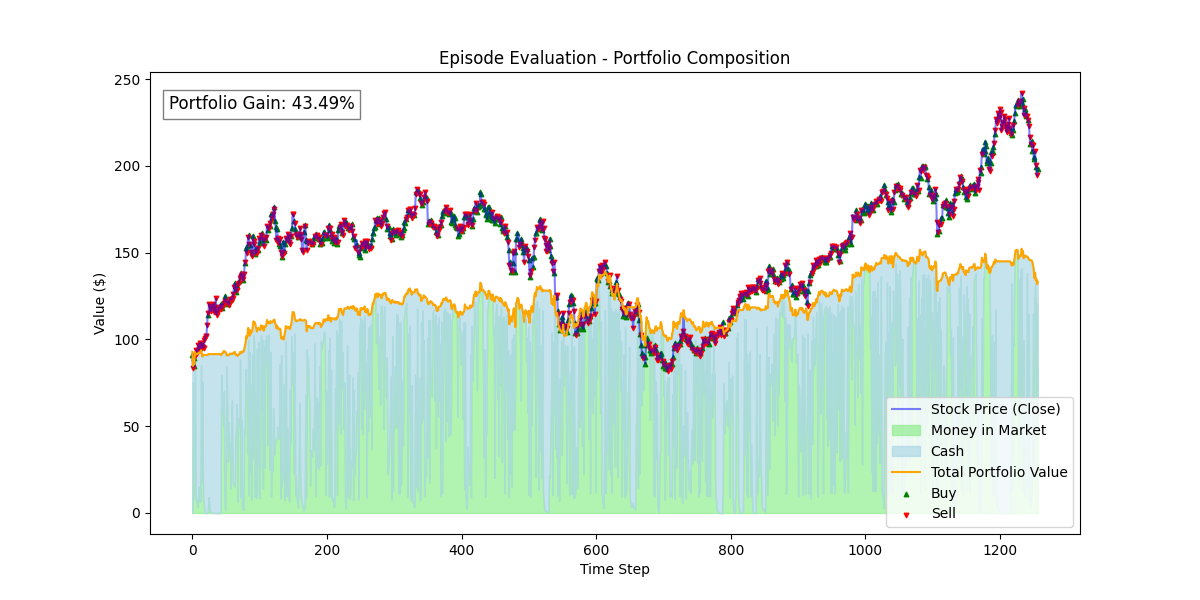 Episode Evaluation - Portfolio Composition
Portfolio Gain: 43.49%
Value ($)
250
200
150
100
50
0
Stock Price (Close)
Money in Market
Cash
Total Portfolio Value
Buy
Sell
0 200 400 600 800 1000 1200
Time Step